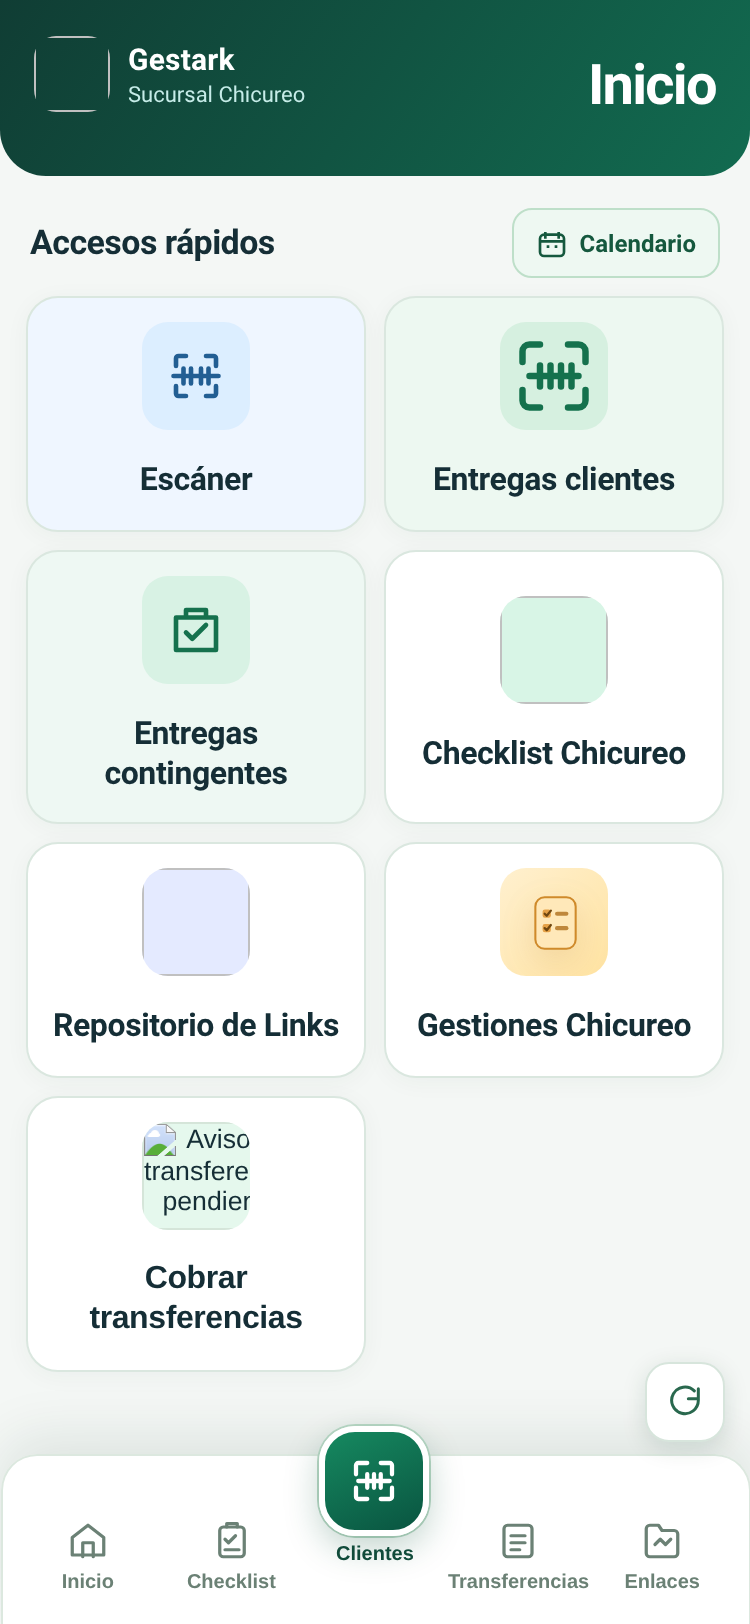 Gestark
Sucursal Chicureo
Inicio
Accesos rápidos
Calendario
Escáner
Entregas clientes
Entregas
contingentes
Checklist Chicureo
Repositorio de Links
Gestiones Chicureo
Aviso
transfere
pendier
Cobrar
transferencias
Inicio
Checklist
Clientes
Transferencias
Enlaces